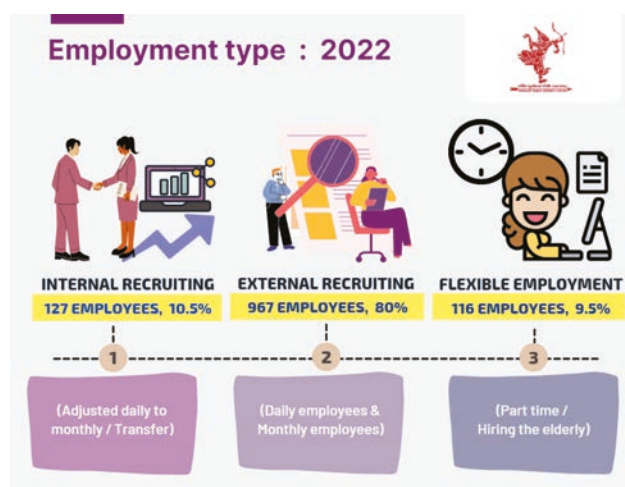 Employment type : 2022
INTERNAL RECRUITING
127 EMPLOYEES, 10.5%
EXTERNAL RECRUITING
967 EMPLOYEES, 80%
FLEXIBLE EMPLOYMENT
116 EMPLOYEES, 9.5%
1
2
3
(Adjusted daily to
monthly / Transfer)
(Daily employees &
Monthly employees)
(Part time /
Hiring the elderly)